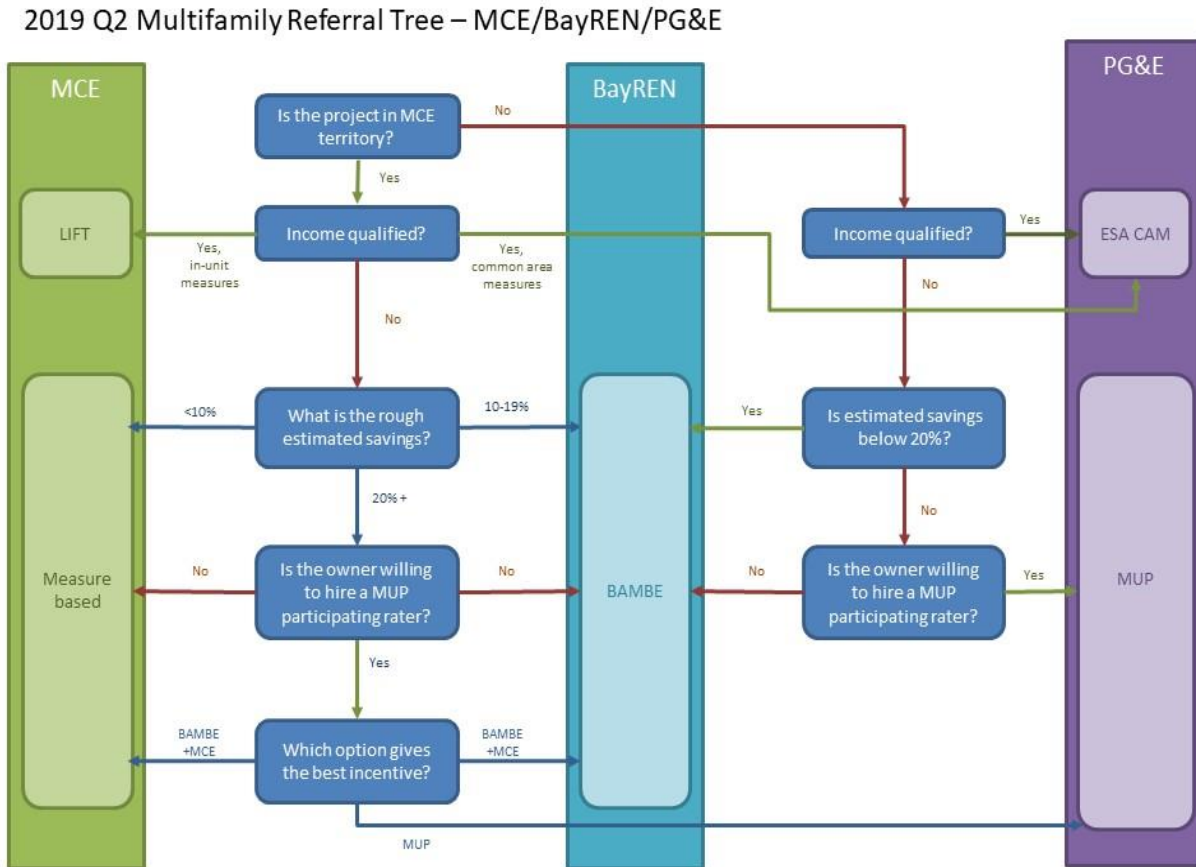 2019 Q2 Multifamily Referral Tree – MCE/BayREN/PG&E
MCE
BayREN
PG&E
Is the project in MCE
territory?
No
Yes
LIFT
Yes,
in-unit
measures
Income qualified?
Yes,
common area
measures
Income qualified?
Yes
ESA CAM
No
No
<10%
What is the rough
estimated savings?
10-19%
Yes
Is estimated savings
below 20%?
20% +
No
Measure
based
No
Is the owner willing
to hire a MUP
participating rater?
No
BAMBE
No
Is the owner willing
to hire a MUP
participating rater?
Yes
MUP
Yes
BAMBE
+MCE
Which option gives
the best incentive?
BAMBE
+MCE
MUP